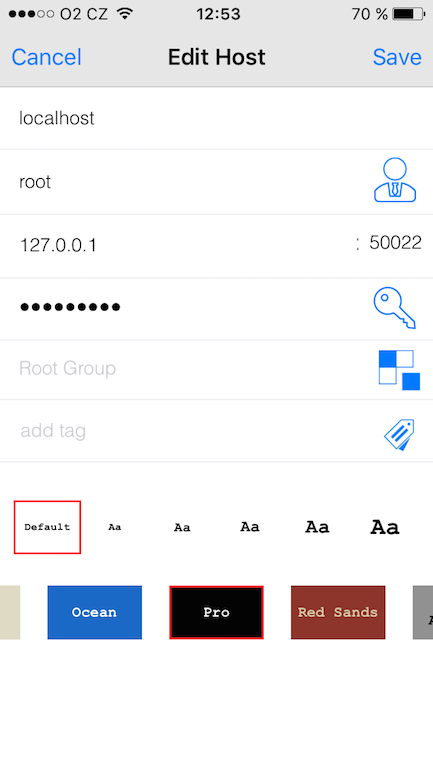 O2 CZ 12:53 70 %
Cancel Edit Host Save
localhost
root
127.0.0.1 : 50022
●●●●●●●●●
Root Group
add tag
Default Aa Aa Aa Aa Aa
Ocean Pro Red Sands